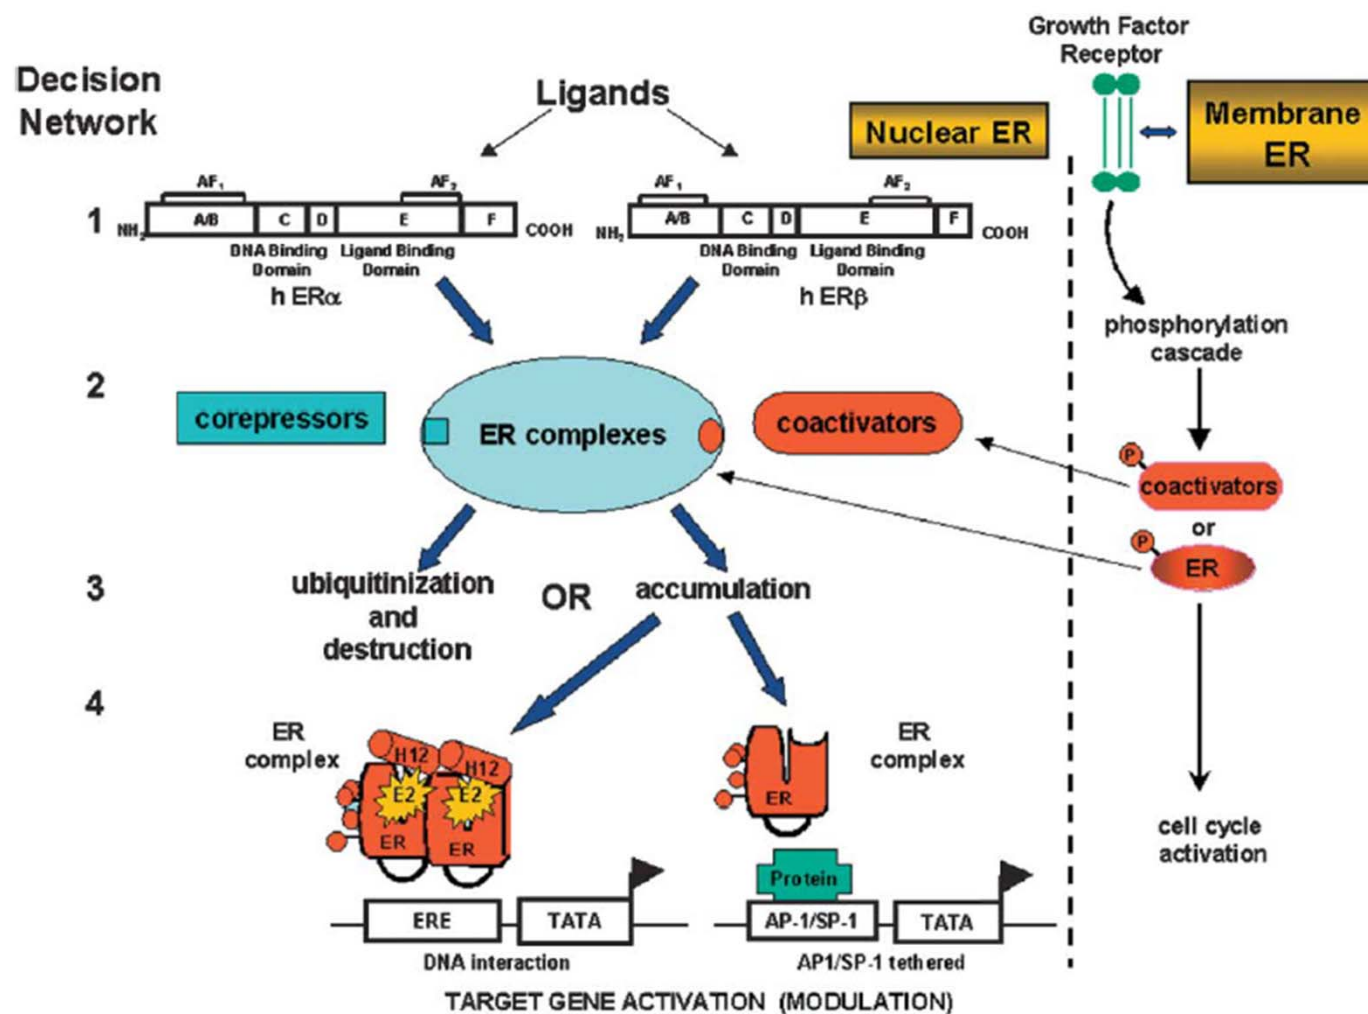 Decision
Network
Ligands
Nuclear ER
Growth Factor
Receptor
Membrane
ER
1
AF1
AF2
NH2
A/B
C
D
E
F
COOH
DNA Binding
Domain
Ligand Binding
Domain
h ERα
AF1
AF2
NH2
A/B
C
D
E
F
COOH
DNA Binding
Domain
Ligand Binding
Domain
h ERβ
phosphorylation
cascade
2
corepressors
ER complexes
coactivators
P
coactivators
or
P
ER
3
ubiquitinization
and
destruction
OR
accumulation
4
ER
complex
H12
H12
E2
E2
ER
ER
ER
complex
ER
cell cycle
activation
Protein
ERE
TATA
AP-1/SP-1
TATA
DNA interaction
AP1/SP-1 tethered
TARGET GENE ACTIVATION (MODULATION)